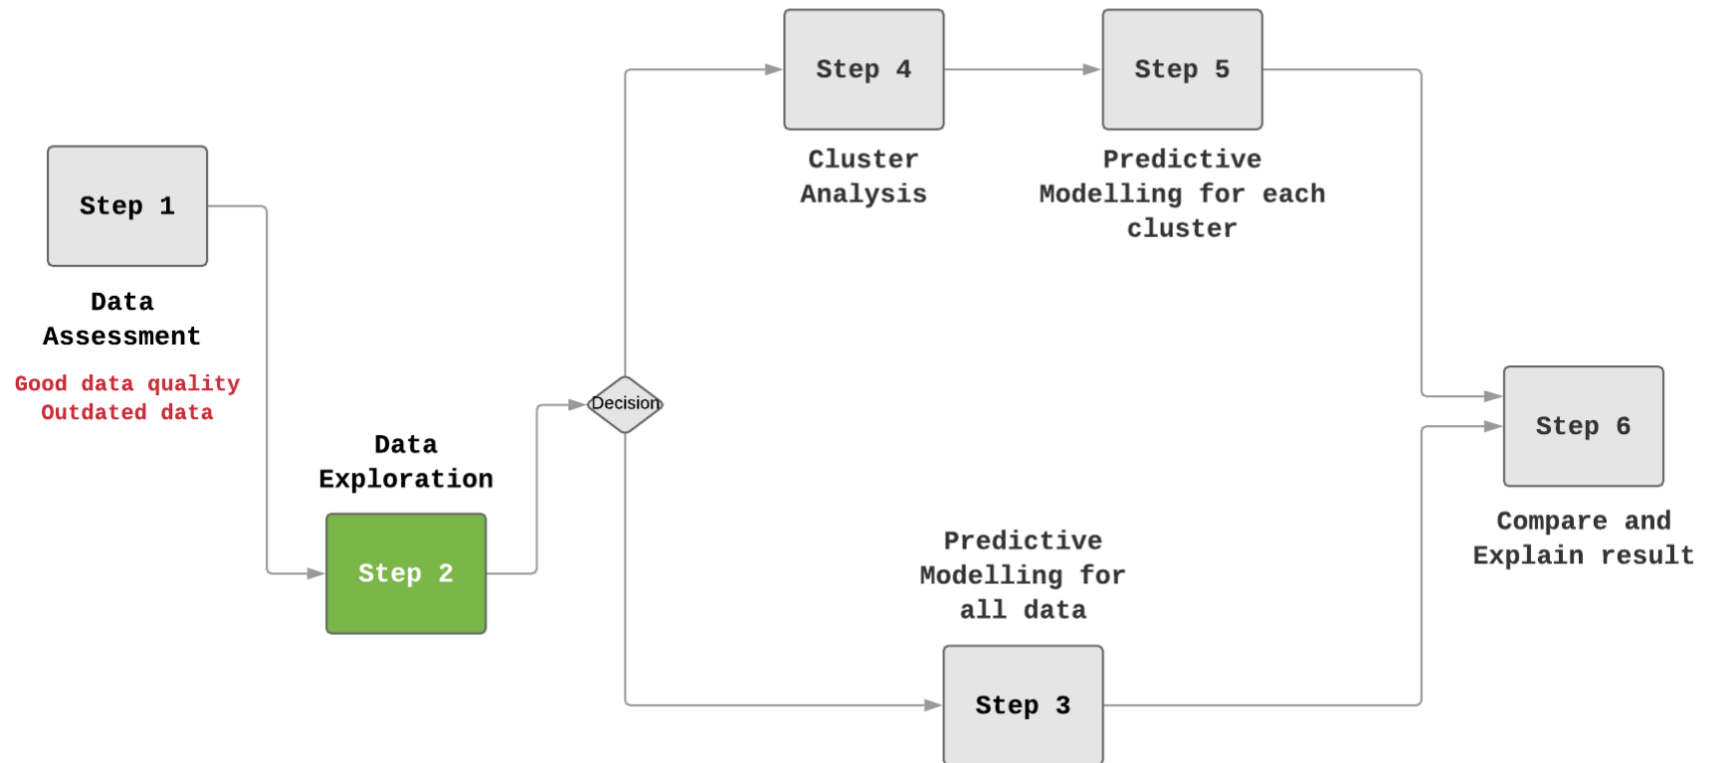 Step 1
Data
Assessment
Good data quality
Outdated data
Data
Exploration
Step 2
Decision
Step 4
Cluster
Analysis
Step 5
Predictive
Modelling for each
cluster
Predictive
Modelling for
all data
Step 3
Step 6
Compare and
Explain result